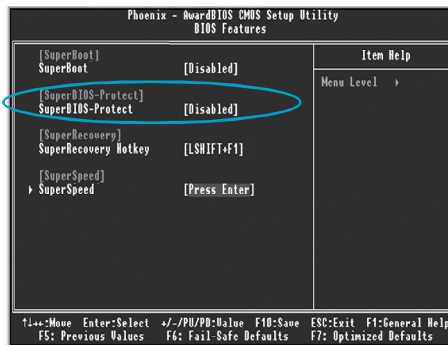 Phoenix - AwardBIOS CMOS Setup Utility
BIOS Features
Item Help
Menu Level ▸
[SuperBoot]
SuperBoot [Disabled]
[SuperBIOS-Protect]
SuperBIOS-Protect [Disabled]
[SuperRecovery]
SuperRecovery Hotkey [LSHIFT+F1]
[SuperSpeed]
▸ SuperSpeed [Press Enter]
↑↓↔:Move Enter:Select +/-/PU/PD:Value F10:Save ESC:Exit F1:General Help
F5: Previous Values F6: Fail-Safe Defaults F7: Optimized Defaults